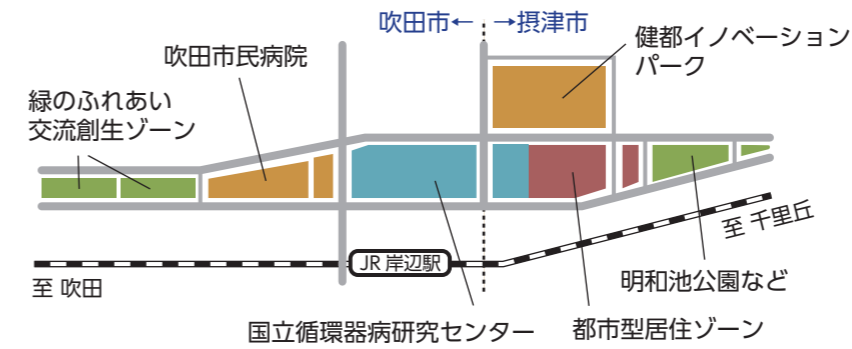 吹田市← →摂津市
健都イノベーション
パーク
吹田市民病院
緑のふれあい
交流創生ゾーン
至 千里丘
JR 岸辺駅
至 吹田
明和池公園など
国立循環器病研究センター
都市型居住ゾーン